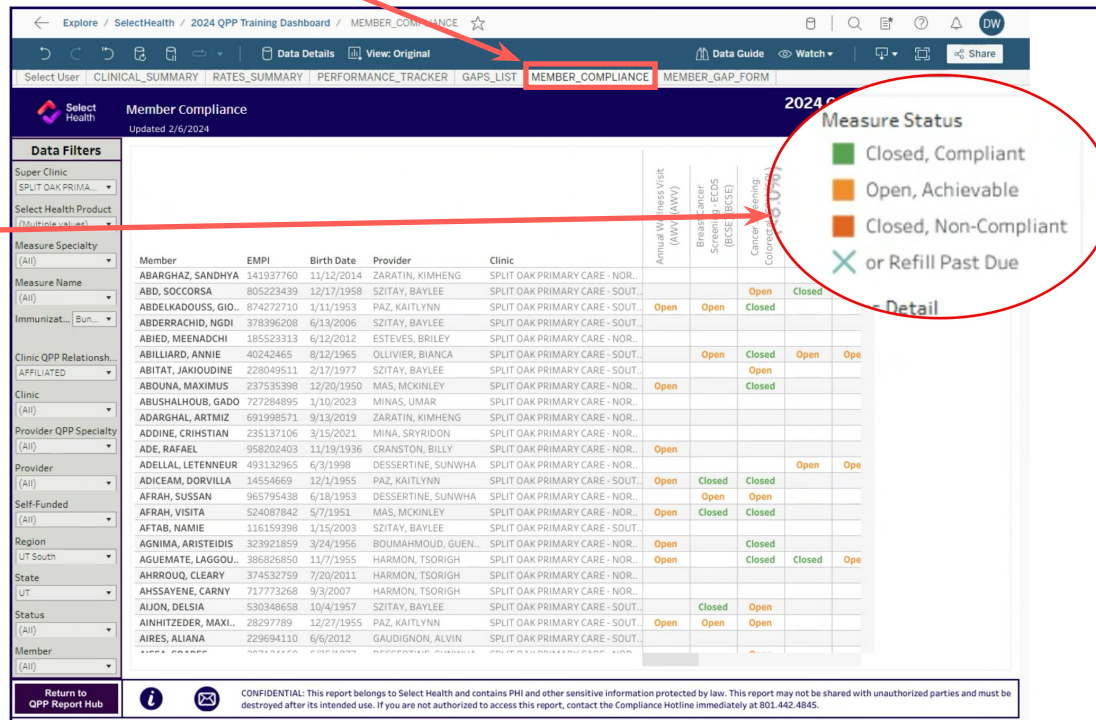 Explore / SelectHealth / 2024 QPP Training Dashboard / MEMBER_COMPLIANCE
DW
Data Details View: Original Data Guide Watch Share
Select User CLINICAL_SUMMARY RATES_SUMMARY PERFORMANCE_TRACKER GAPS_LIST MEMBER_COMPLIANCE MEMBER_GAP_FORM
Select Health
Member Compliance
Updated 2/6/2024
2024
Measure Status
Closed, Compliant
Open, Achievable
Closed, Non-Compliant
or Refill Past Due
Detail
Data Filters
Super Clinic
SPLIT OAK PRIMA...
Select Health Product
(Multiple values)
Measure Specialty
(All)
Measure Name
(All)
Immunizat... Bun...
Clinic QPP Relationsh..
AFFILIATED
Clinic
(All)
Provider QPP Specialty
(All)
Provider
(All)
Self-Funded
(All)
Region
UT South
State
UT
Status
(All)
Member
(All)
Return to
QPP Report Hub
Annual Wellness Visit
(AWV) (AWV)
Breast Cancer
Screening - ECDS
(BCSE) (BCSE)
Cancer Screening:
Member EMPI Birth Date Provider Clinic
ABARGHAZ, SANDHYA 141937760 11/12/2014 ZARATIN, KIMHENG SPLIT OAK PRIMARY CARE - NOR..
ABD, SOCCORSA 805223439 12/17/1958 SZITAY, BAYLEE SPLIT OAK PRIMARY CARE - SOUT.. Open Closed
ABDELKADOUSS, GIO.. 874272710 1/11/1953 PAZ, KAITLYNN SPLIT OAK PRIMARY CARE - SOUT.. Open Open Closed
ABDERRACHID, NGDI 378396208 6/13/2006 SZITAY, BAYLEE SPLIT OAK PRIMARY CARE - SOUT..
ABIED, MEENADCHI 185523313 6/12/2012 ESTEVES, BRILEY SPLIT OAK PRIMARY CARE - NOR..
ABILLIARD, ANNIE 40242465 8/12/1965 OLLIVIER, BIANCA SPLIT OAK PRIMARY CARE - SOUT.. Open Closed Open Ope
ABITAT, JAKIOUDINE 228049511 2/17/1977 SZITAY, BAYLEE SPLIT OAK PRIMARY CARE - SOUT.. Open
ABOUNA, MAXIMUS 237535398 12/20/1950 MAS, MCKINLEY SPLIT OAK PRIMARY CARE - NOR.. Open Closed
ABUSHALHOUB, GADO 727284895 1/10/2023 MINAS, UMAR SPLIT OAK PRIMARY CARE - NOR..
ADARGHAL, ARTMIZ 691998571 9/13/2019 ZARATIN, KIMHENG SPLIT OAK PRIMARY CARE - NOR..
ADDINE, CRIHSTIAN 235137106 3/15/2021 MINA, SRYRIDON SPLIT OAK PRIMARY CARE - NOR..
ADE, RAFAEL 958202403 11/19/1936 CRANSTON, BILLY SPLIT OAK PRIMARY CARE - NOR.. Open
ADELLAL, LETENNEUR 493132965 6/3/1998 DESSERTINE, SUNWHA SPLIT OAK PRIMARY CARE - NOR.. Open Ope
ADICEAM, DORVILLA 14554669 12/1/1955 PAZ, KAITLYNN SPLIT OAK PRIMARY CARE - SOUT.. Open Closed Closed
AFRAH, SUSSAN 965795438 6/18/1953 DESSERTINE, SUNWHA SPLIT OAK PRIMARY CARE - NOR.. Open Open
AFRAH, VISITA 524087842 5/7/1951 MAS, MCKINLEY SPLIT OAK PRIMARY CARE - NOR.. Open Closed Closed
AFTAB, NAMIE 116159398 1/15/2003 SZITAY, BAYLEE SPLIT OAK PRIMARY CARE - SOUT..
AGNIMA, ARISTEIDIS 323921859 3/24/1956 BOUMAHMOUD, GUEN.. SPLIT OAK PRIMARY CARE - NOR.. Open Closed
AGUEMATE, LAGGOU.. 386826850 11/7/1955 HARMON, TSORIGH SPLIT OAK PRIMARY CARE - NOR.. Open Closed Closed Ope
AHRROUQ, CLEARY 374532759 7/20/2011 HARMON, TSORIGH SPLIT OAK PRIMARY CARE - NOR..
AHSSAYENE, CARNY 717773268 9/3/2007 HARMON, TSORIGH SPLIT OAK PRIMARY CARE - NOR..
AIJON, DELSIA 530348658 10/4/1957 SZITAY, BAYLEE SPLIT OAK PRIMARY CARE - SOUT.. Closed Open
AINHITZEDER, MAXI.. 28297789 12/27/1955 PAZ, KAITLYNN SPLIT OAK PRIMARY CARE - SOUT.. Open Open Open
AIRES, ALIANA 229694110 6/6/2012 GAUDIGNON, ALVIN SPLIT OAK PRIMARY CARE - SOUT..
CONFIDENTIAL: This report belongs to Select Health and contains PHI and other sensitive information protected by law. This report may not be shared with unauthorized parties and must be
destroyed after its intended use. If you are not authorized to access this report, contact the Compliance Hotline immediately at 801.442.4845.